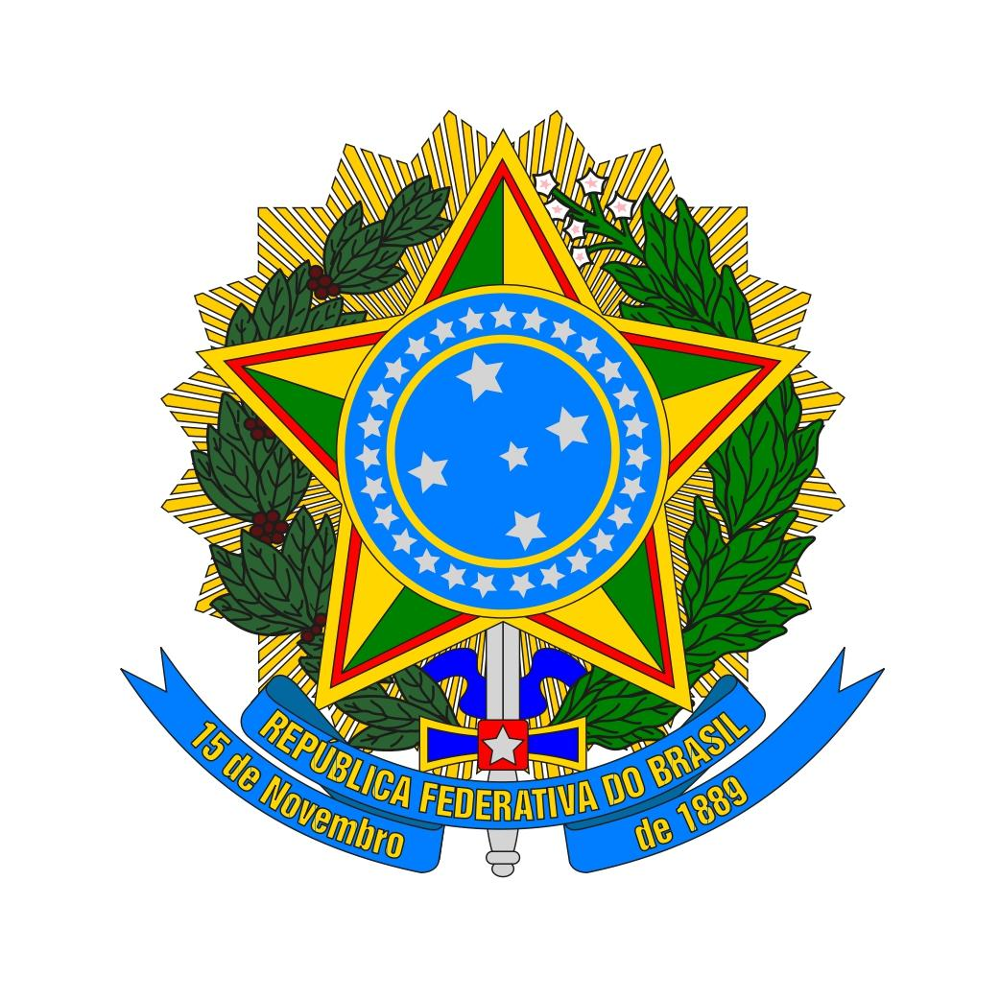 REPÚBLICA FEDERATIVA DO BRASIL
15 de Novembro de 1889